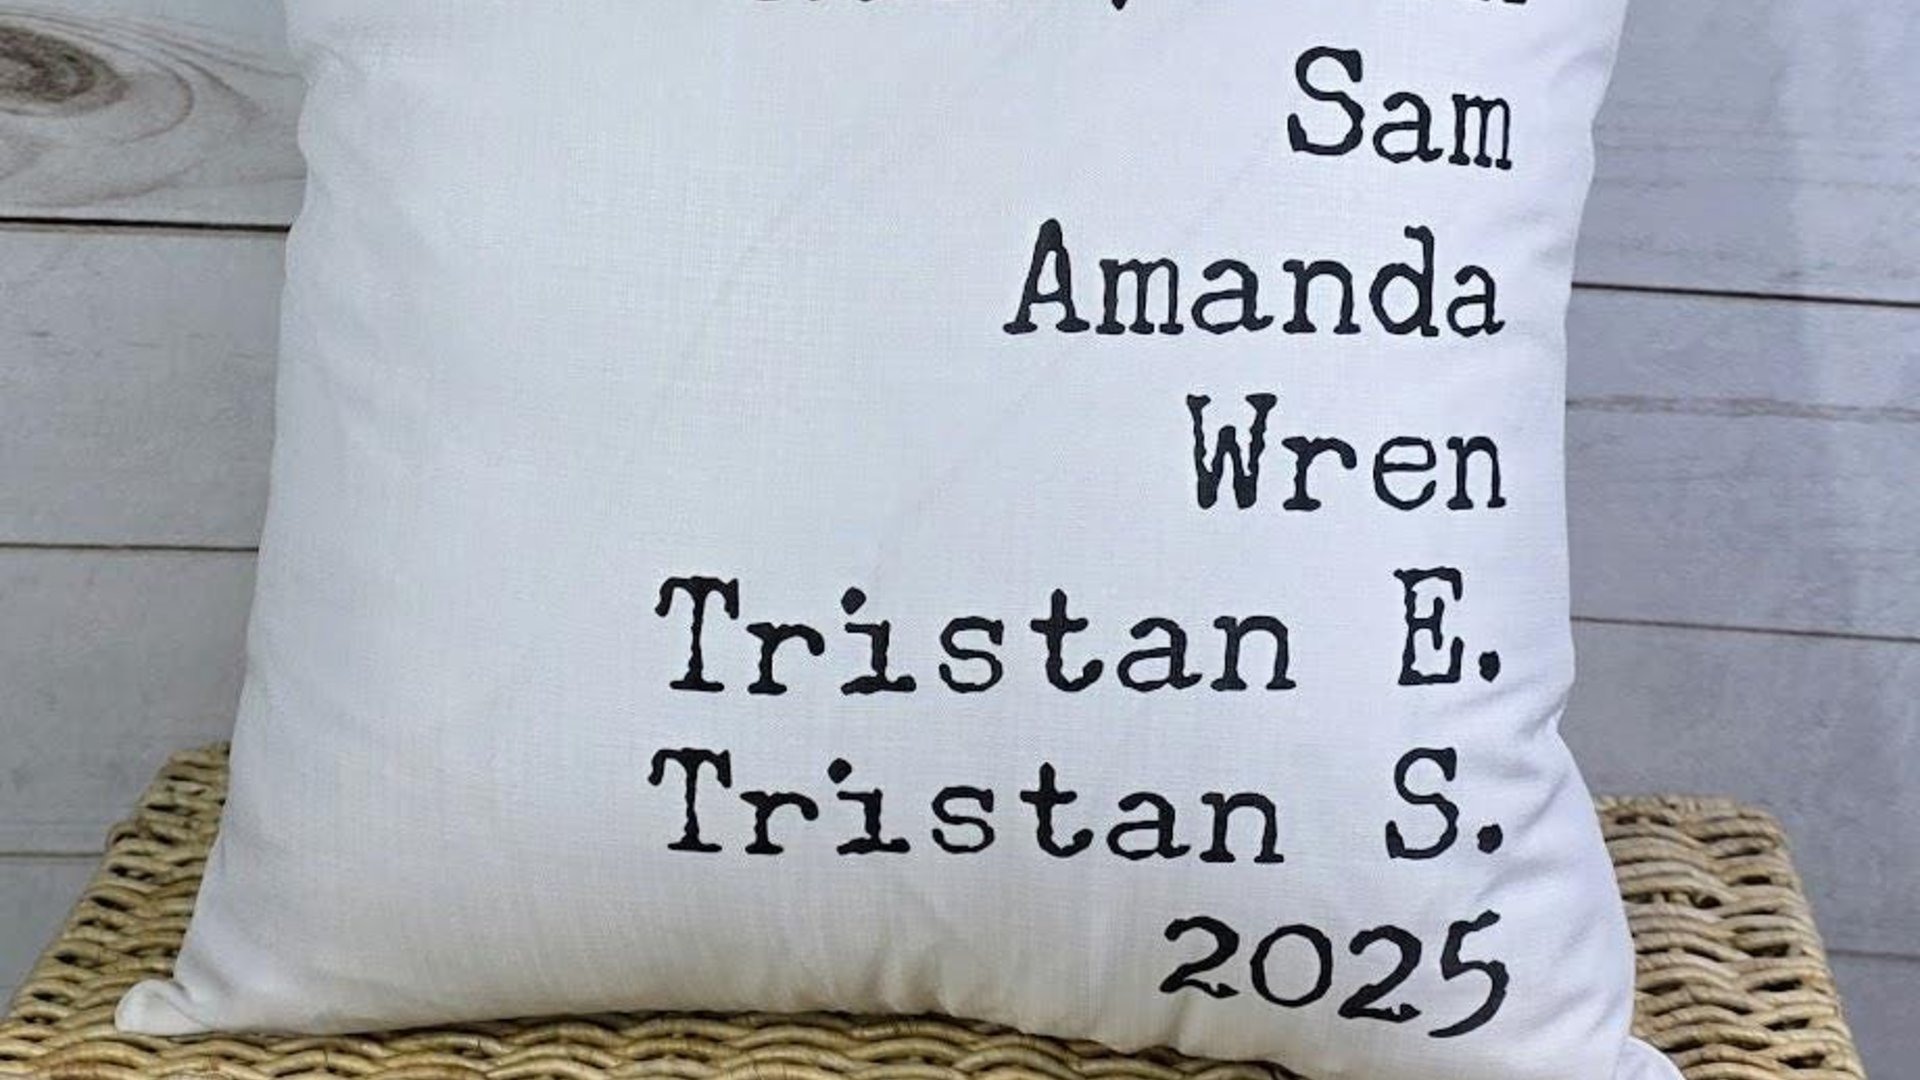 Sam
Amanda
Wren
Tristan E.
Tristan S.
2025